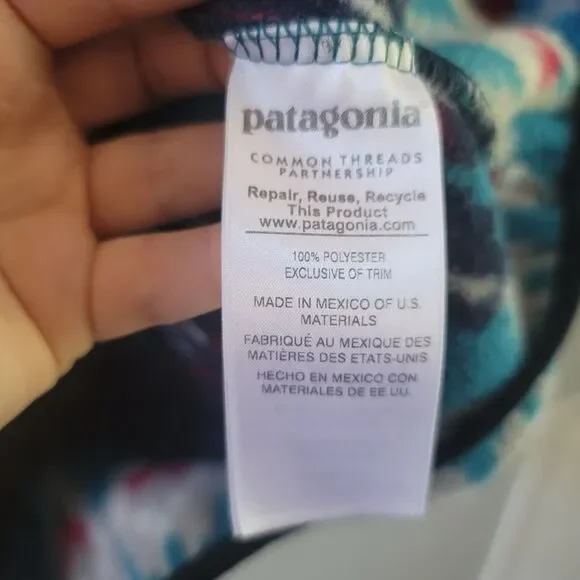 patagonia
COMMON THREADS
PARTNERSHIP
Repair, Reuse, Recycle
This Product
www.patagonia.com
100% POLYESTER
EXCLUSIVE OF TRIM
MADE IN MEXICO OF U.S.
MATERIALS
FABRIQUÉ AU MEXIQUE DES
MATIÈRES DES ETATS-UNIS
HECHO EN MEXICO CON
MATERIALES DE EE.UU.